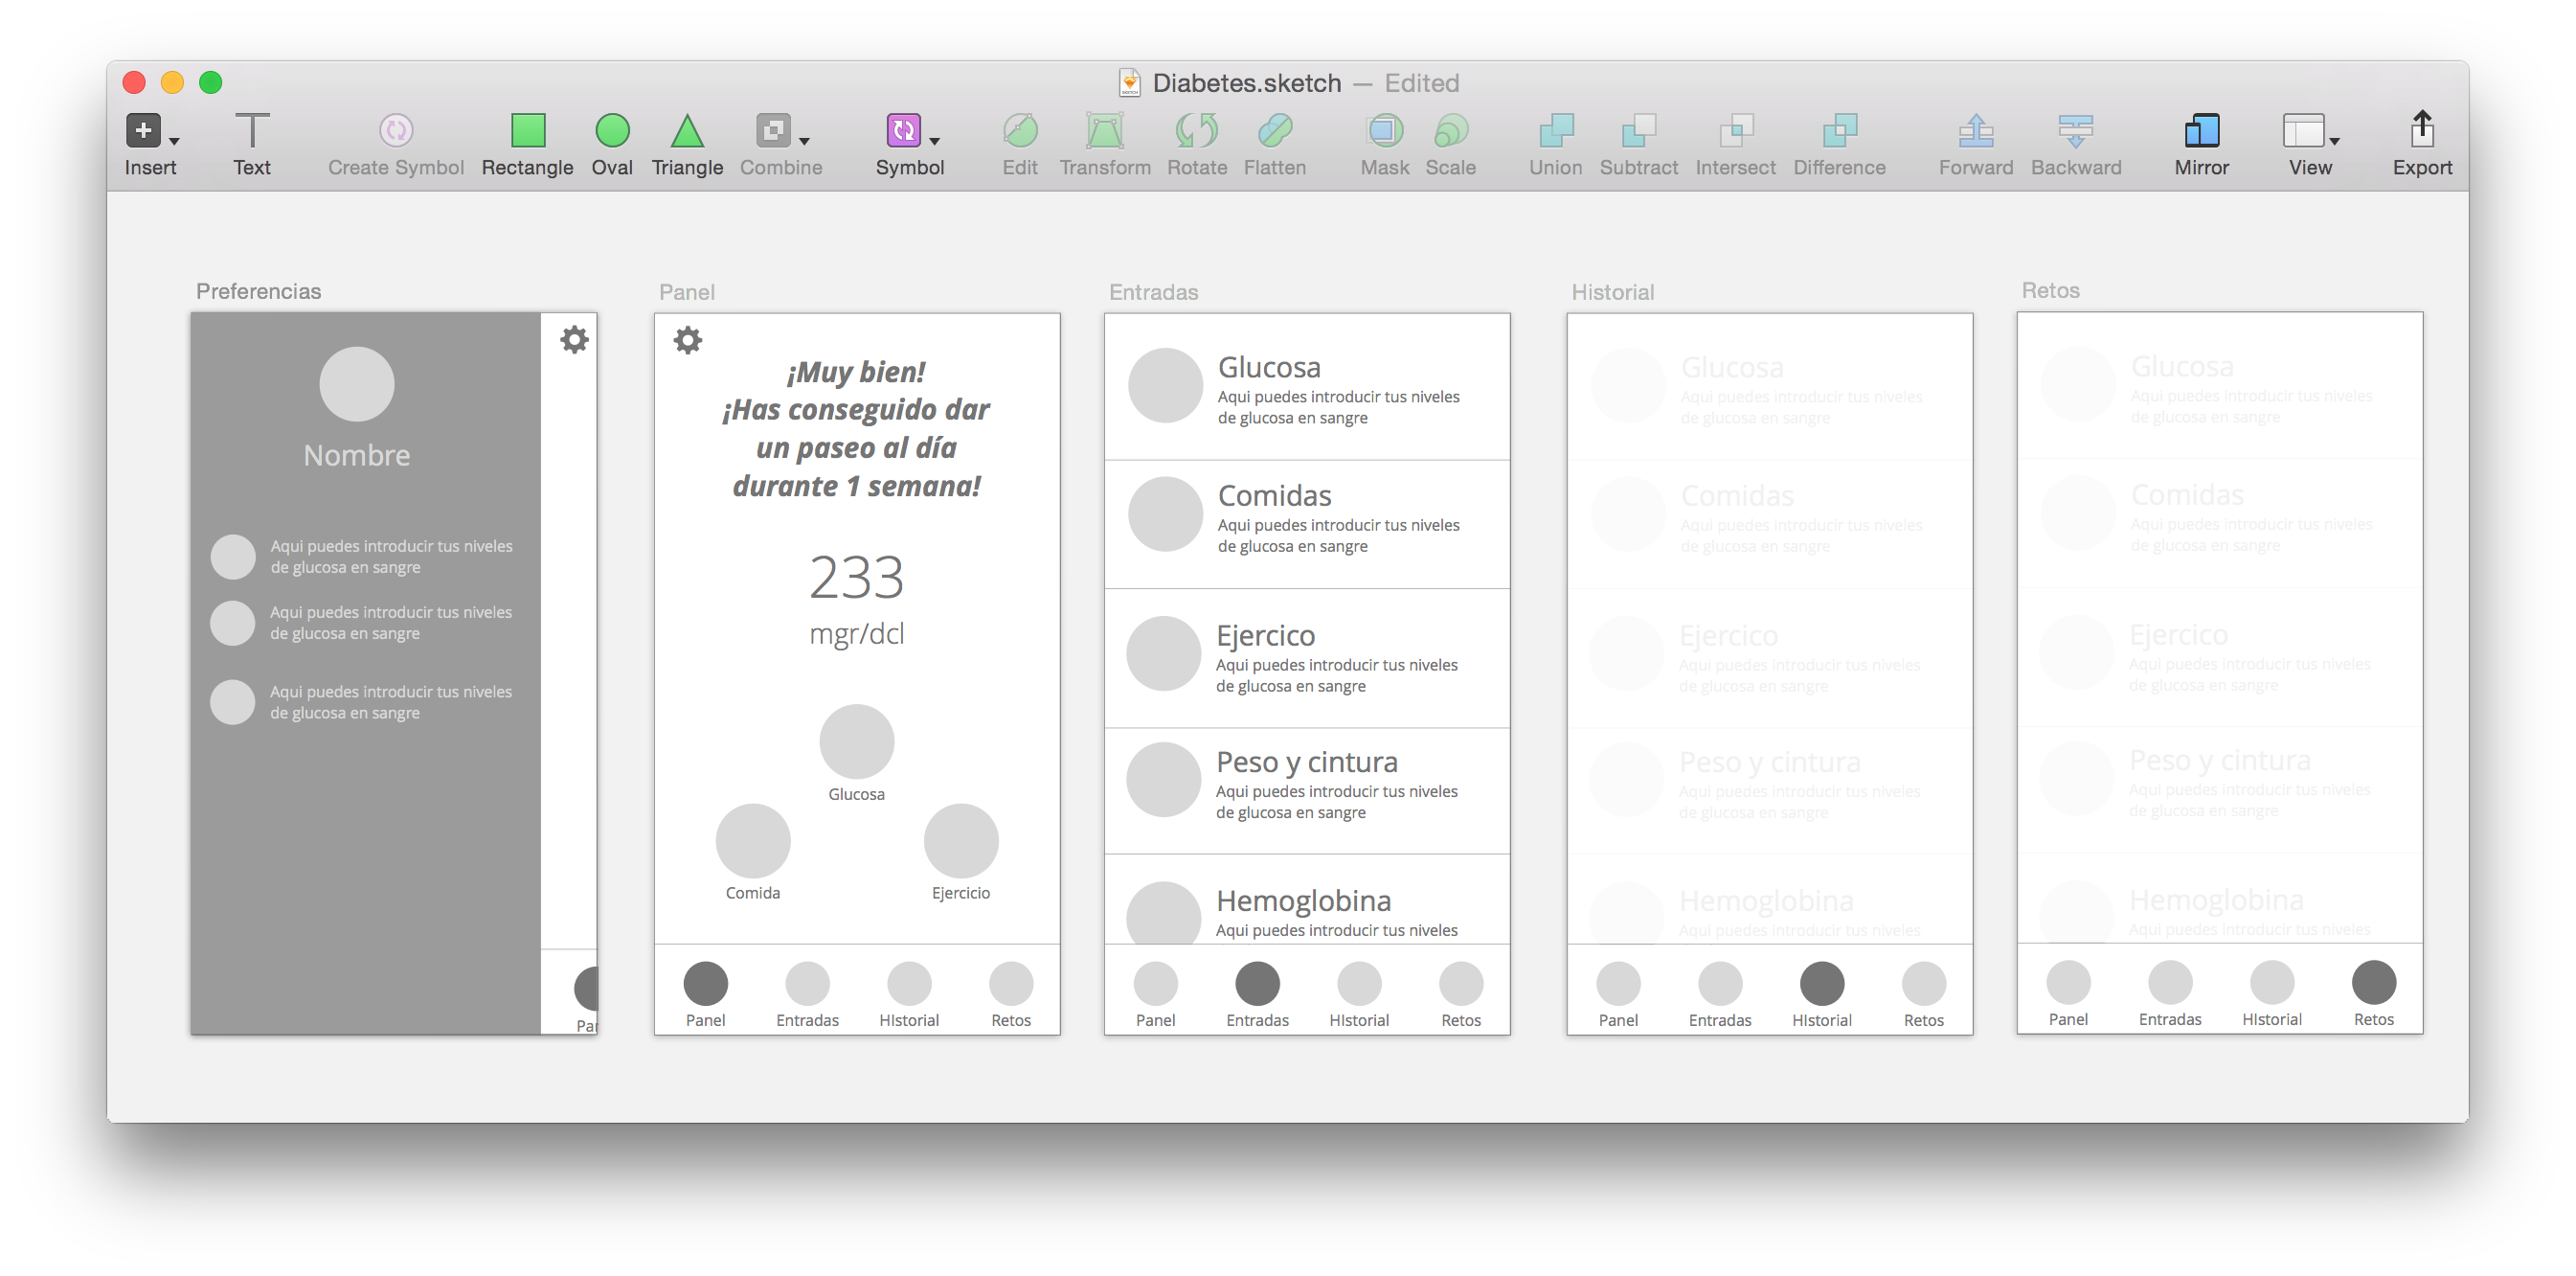 Diabetes.sketch — Edited
Insert
Text
Create Symbol
Rectangle
Oval
Triangle
Combine
Symbol
Edit
Transform
Rotate
Flatten
Mask
Scale
Union
Subtract
Intersect
Difference
Forward
Backward
Mirror
View
Export
Preferencias
Nombre
Aqui puedes introducir tus niveles
de glucosa en sangre
Aqui puedes introducir tus niveles
de glucosa en sangre
Aqui puedes introducir tus niveles
de glucosa en sangre
Pa
Panel
¡Muy bien!
¡Has conseguido dar
un paseo al día
durante 1 semana!
233
mgr/dcl
Glucosa
Comida
Ejercicio
Panel
Entradas
HIstorial
Retos
Entradas
Glucosa
Aqui puedes introducir tus niveles
de glucosa en sangre
Comidas
Aqui puedes introducir tus niveles
de glucosa en sangre
Ejercico
Aqui puedes introducir tus niveles
de glucosa en sangre
Peso y cintura
Aqui puedes introducir tus niveles
de glucosa en sangre
Hemoglobina
Aqui puedes introducir tus niveles
Panel
Entradas
HIstorial
Retos
Historial
Glucosa
Aqui puedes introducir tus niveles
de glucosa en sangre
Comidas
Aqui puedes introducir tus niveles
de glucosa en sangre
Ejercico
Aqui puedes introducir tus niveles
de glucosa en sangre
Peso y cintura
Aqui puedes introducir tus niveles
de glucosa en sangre
Hemoglobina
Aqui puedes introducir tus niveles
Panel
Entradas
HIstorial
Retos
Retos
Glucosa
Aqui puedes introducir tus niveles
de glucosa en sangre
Comidas
Aqui puedes introducir tus niveles
de glucosa en sangre
Ejercico
Aqui puedes introducir tus niveles
de glucosa en sangre
Peso y cintura
Aqui puedes introducir tus niveles
de glucosa en sangre
Hemoglobina
Aqui puedes introducir tus niveles
Panel
Entradas
HIstorial
Retos